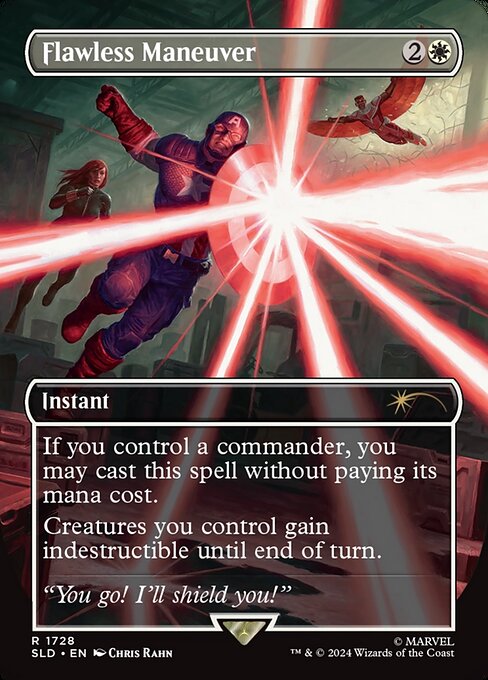 Flawless Maneuver 2
Instant
If you control a commander, you
may cast this spell without paying its
mana cost.
Creatures you control gain
indestructible until end of turn.
“You go! I’ll shield you!”
R 1728
SLD • EN Chris Rahn
© MARVEL
™ & © 2024 Wizards of the Coast